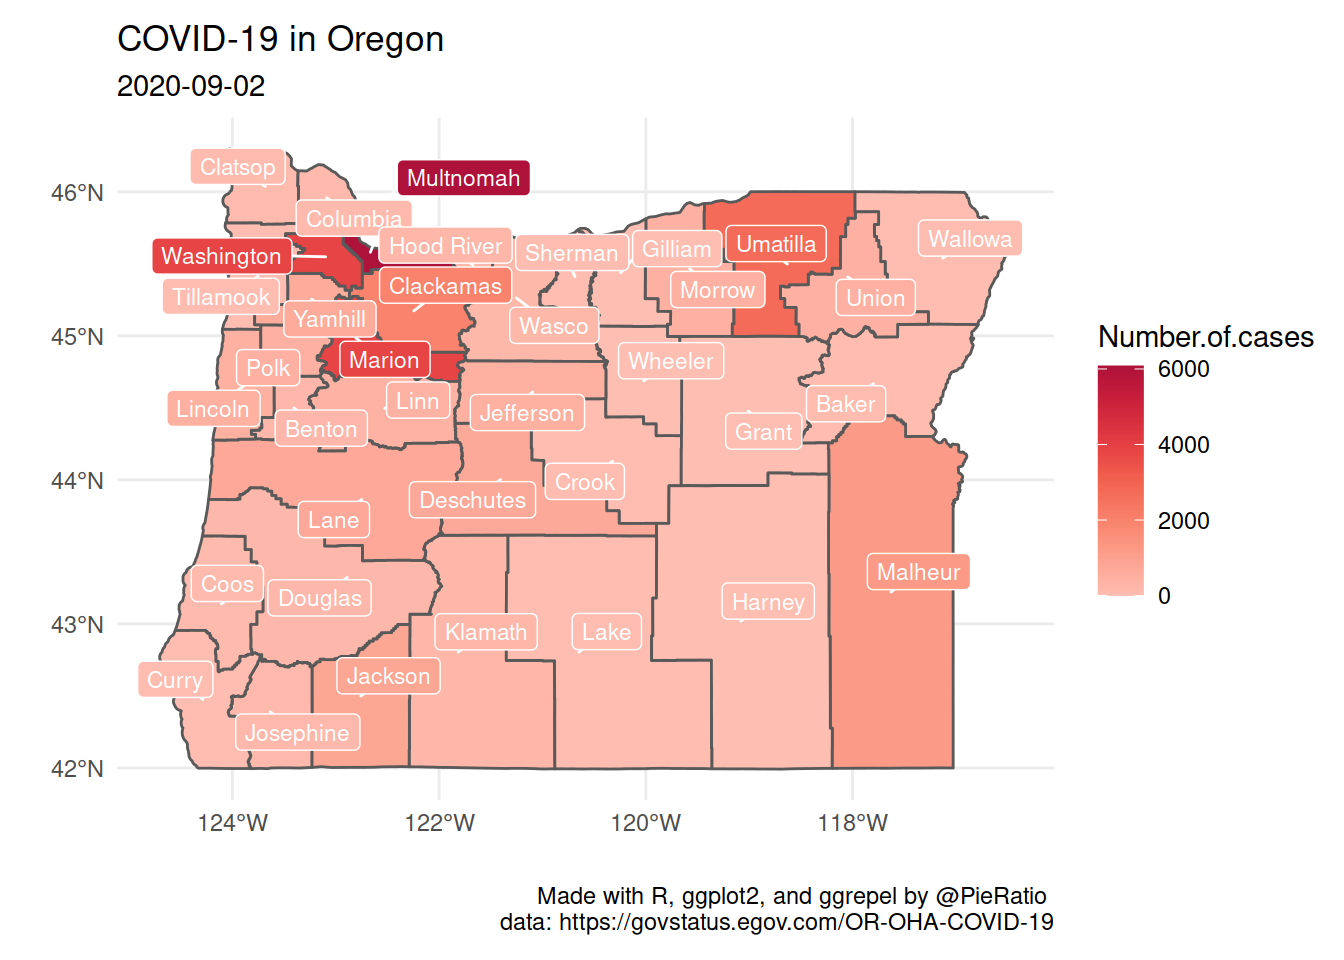 COVID-19 in Oregon
2020-09-02
Clatsop
Multnomah
46°N
Columbia
Washington
Hood River
Sherman
Gilliam
Umatilla
Wallowa
Tillamook
Clackamas
Morrow
Union
Yamhill
Wasco
45°N
Polk
Marion
Wheeler
Lincoln
Linn
Jefferson
Baker
Benton
Grant
44°N
Deschutes
Crook
Lane
Coos
Douglas
Malheur
Harney
43°N
Klamath
Lake
Curry
Jackson
Josephine
42°N
124°W
122°W
120°W
118°W
Number.of.cases
6000
4000
2000
0
Made with R, ggplot2, and ggrepel by @PieRatio
data: https://govstatus.egov.com/OR-OHA-COVID-19